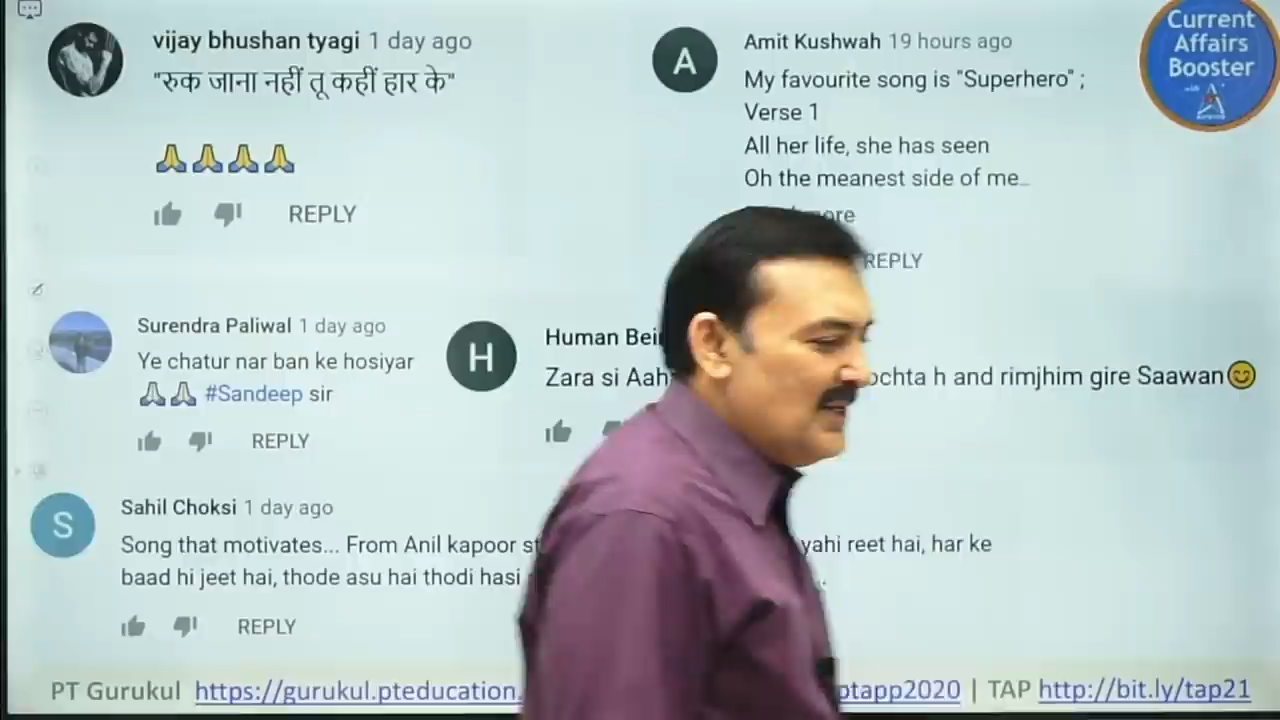 vijay bhushan tyagi 1 day ago
"रुक जाना नहीं तू कहीं हार के"
REPLY
Amit Kushwah 19 hours ago
My favourite song is "Superhero" ;
Verse 1
All her life, she has seen
Oh the meanest side of me..
REPLY
Current
Affairs
Booster
with
Surendra Paliwal 1 day ago
Ye chatur nar ban ke hosiyar
#Sandeep sir
REPLY
H
Human
Zara si h and rimjhim gire Saawan
A
Sahil Choksi 1 day ago
Song that motivates... From Anil kapoor yahi reet hai, har ke
baad hi jeet hai, thode asu hai thodi hasi
REPLY
S
PT Gurukul https://gurukul.pteducation. ptapp2020 | TAP http://bit.ly/tap21